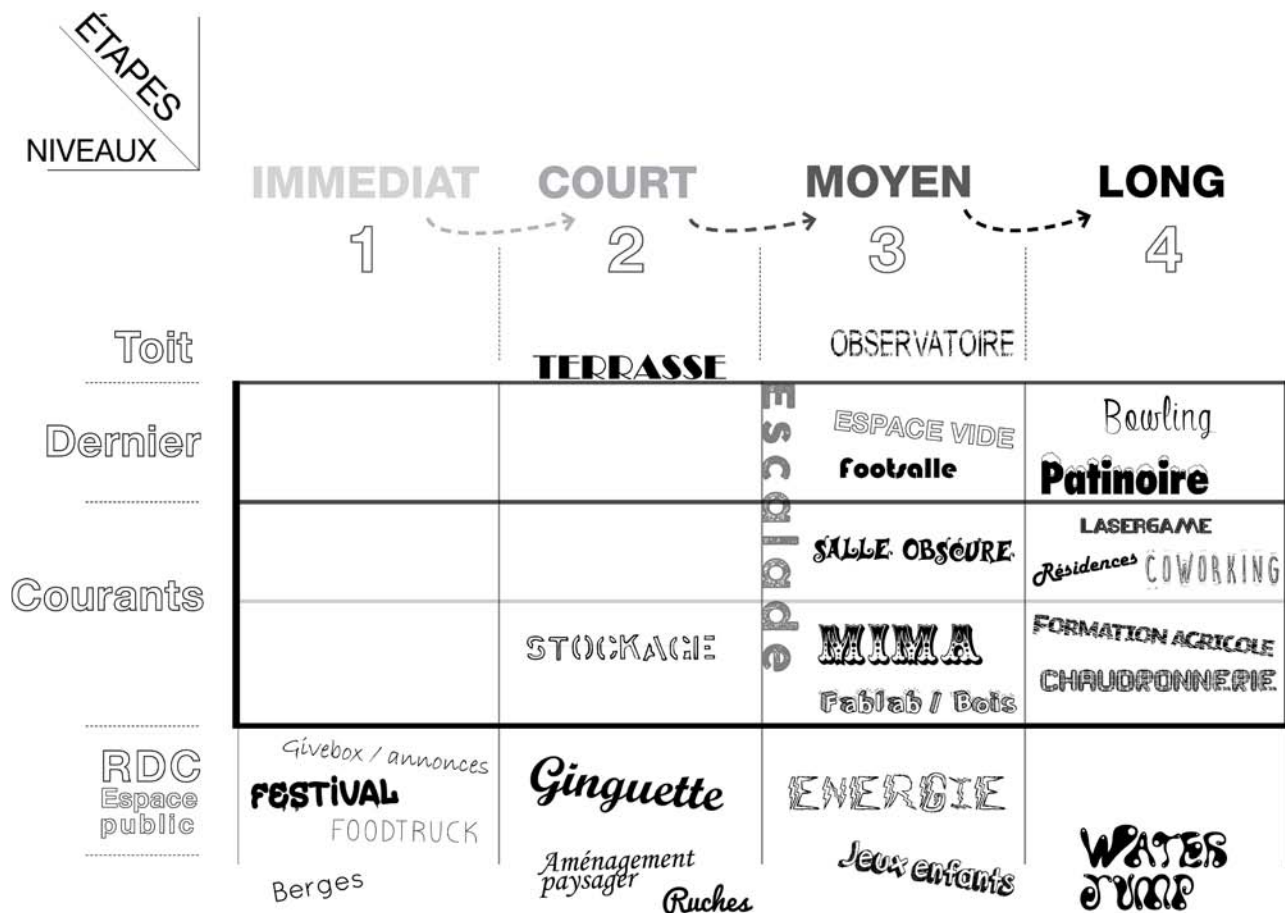 ÉTAPES
NIVEAUX
IMMEDIAT COURT MOYEN LONG
1 2 3 4
Toit
TERRASSE
OBSERVATOIRE
Dernier
Escalade
ESPACE VIDE
Footsalle
Bowling
Patinoire
Courants
SALLE OBSCURE
LASERGAME
Résidences
COWORKING
STOCKAGE
MIMA
Fablab / Bois
FORMATION AGRICOLE
CHAUDRONNERIE
RDC
Espace
public
Givebox / annonces
FESTiVAL
FOODTRUCK
Ginguette
ENERGIE
Berges
Aménagement
paysager
Ruches
Jeux enfants
WATER
JUMP